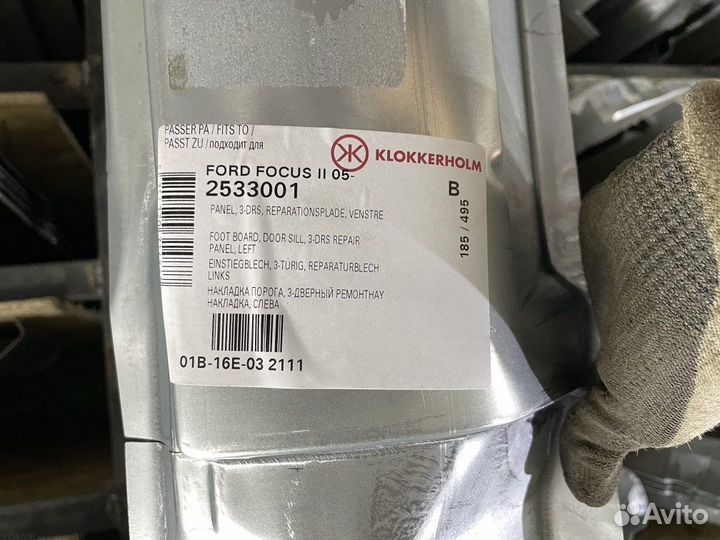 PASSER PA / FITS TO /
PASST ZU / подходит для
KLOKKERHOLM
FORD FOCUS II 05-
2533001
B
185 / 495
PANEL, 3-DRS, REPARATIONSPLADE, VENSTRE
FOOT BOARD, DOOR SILL, 3-DRS REPAIR
PANEL, LEFT
EINSTIEGBLECH, 3-TÜRIG, REPARATURBLECH
LINKS
НАКЛАДКА ПОРОГА, 3-ДВЕРНЫЙ РЕМОНТНАY
НАКЛАДКА, СЛЕВА
01B-16E-03 2111
Avito